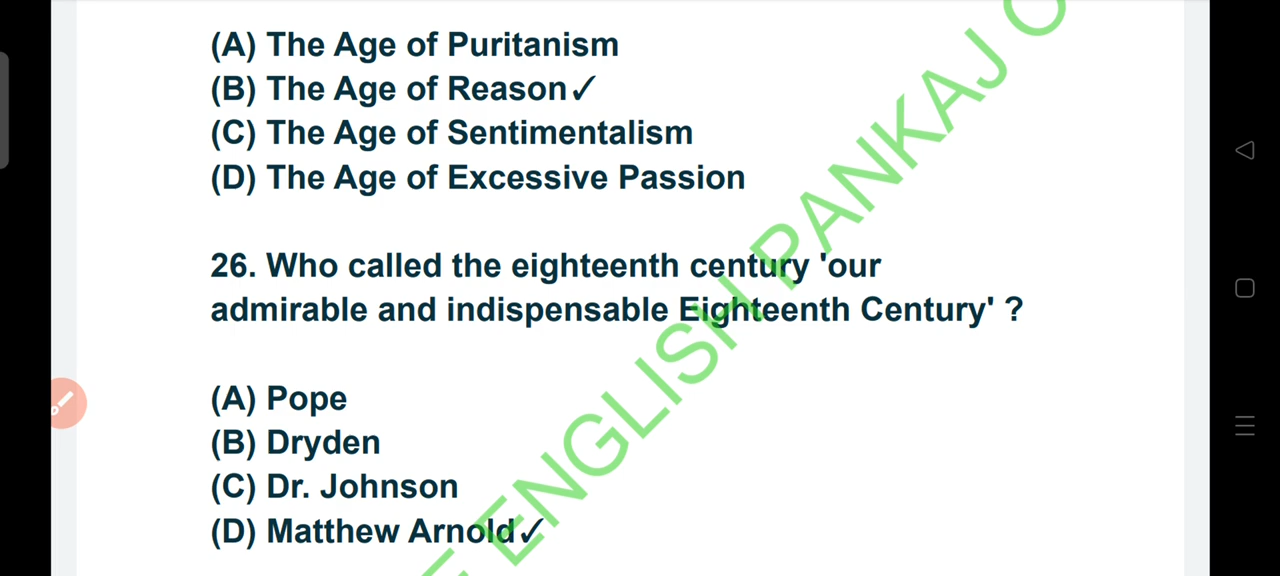 (A) The Age of Puritanism
(B) The Age of Reason✓
(C) The Age of Sentimentalism
(D) The Age of Excessive Passion
26. Who called the eighteenth century 'our
admirable and indispensable Eighteenth Century' ?
(A) Pope
(B) Dryden
(C) Dr. Johnson
(D) Matthew Arnold✓
ENGLISH PANKAJ